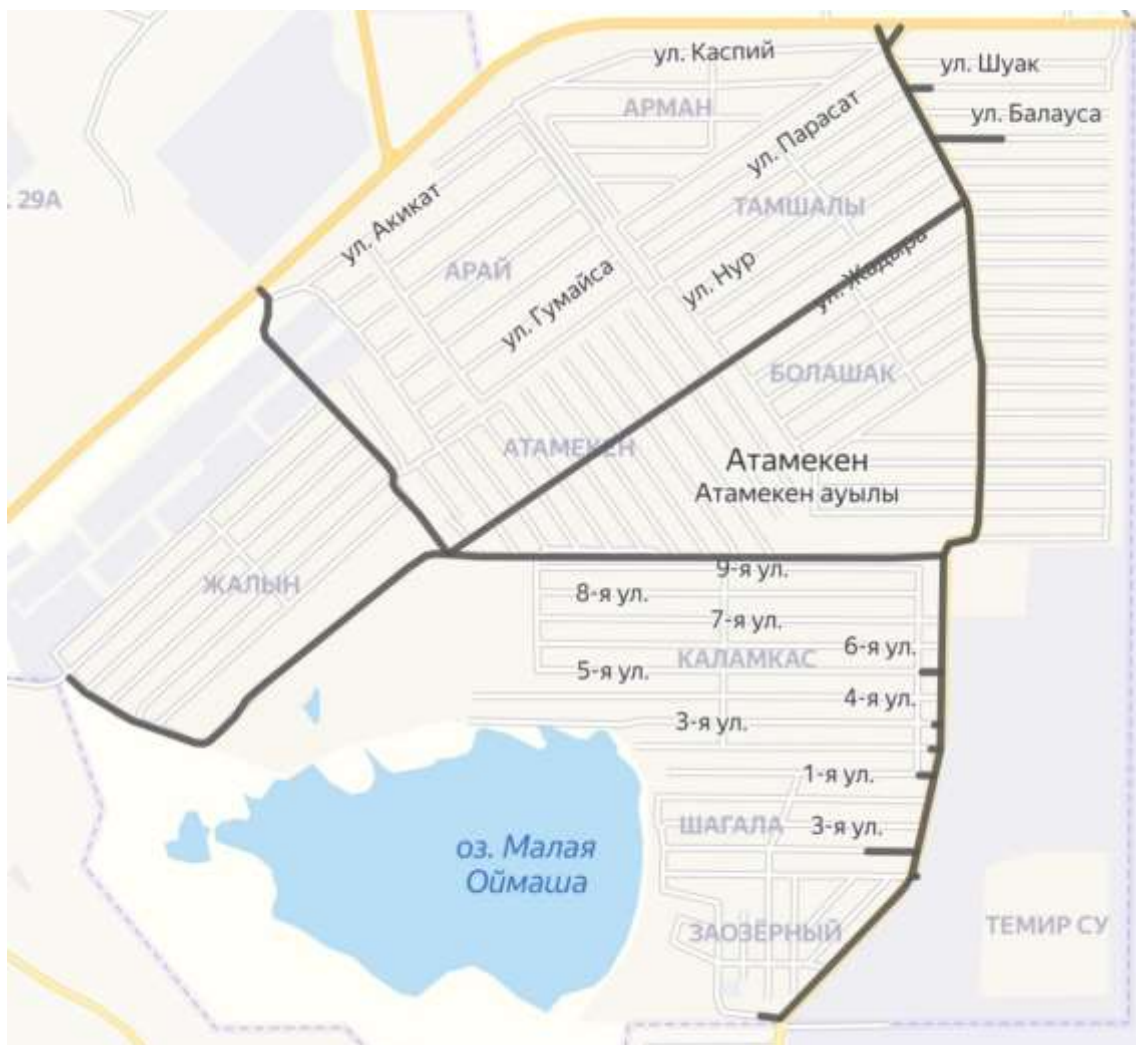 ул. Каспий
ул. Шуак
АРМАН
ул. Балауса
ул. Парасат
29А
ул. Акикат
ТАМШАЛЫ
АРАЙ
ул. Нур
ул. Жадыра
ул. Гумайса
БОЛАШАК
АТАМЕКЕН
Атамекен
Атамекен ауылы
ЖАЛЫН
9-я ул.
8-я ул.
7-я ул.
6-я ул.
КАЛАМКАС
5-я ул.
4-я ул.
3-я ул.
1-я ул.
ШАГАЛА
3-я ул.
оз. Малая
Оймаша
ЗАОЗЁРНЫЙ
ТЕМИР СУ